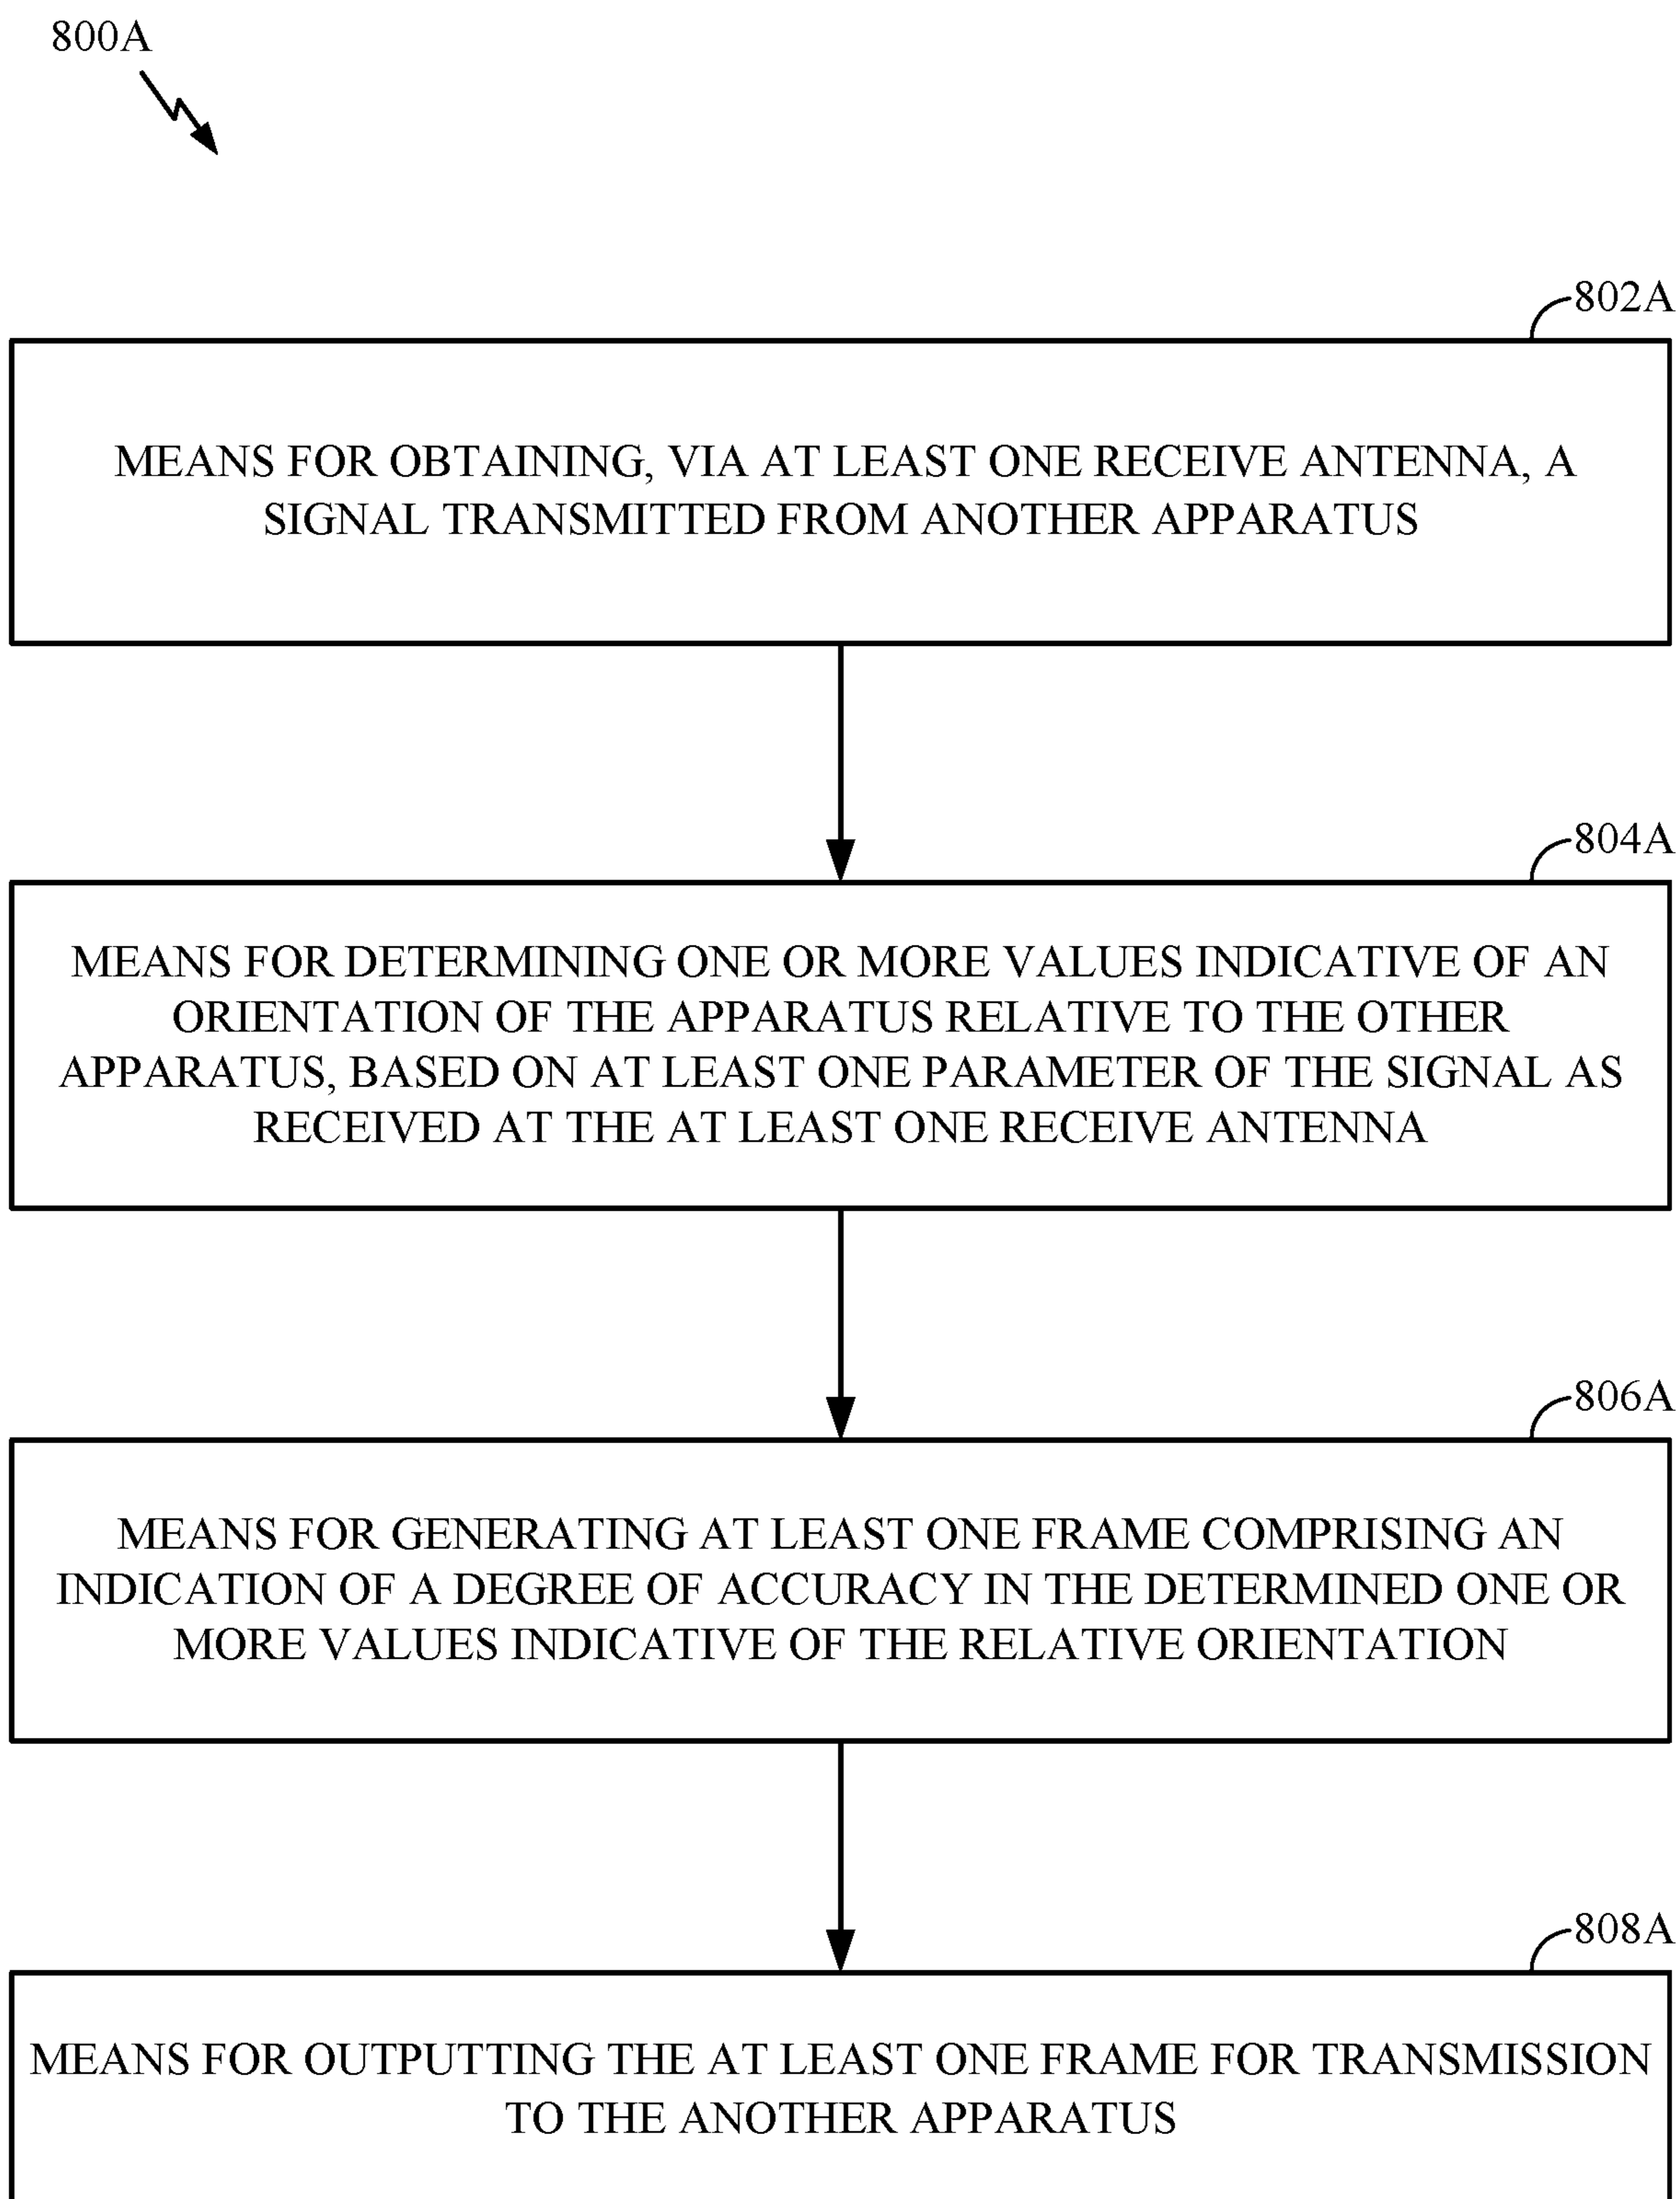 800A
802A
MEANS FOR OBTAINING, VIA AT LEAST ONE RECEIVE ANTENNA, A
SIGNAL TRANSMITTED FROM ANOTHER APPARATUS
804A
MEANS FOR DETERMINING ONE OR MORE VALUES INDICATIVE OF AN
ORIENTATION OF THE APPARATUS RELATIVE TO THE OTHER
APPARATUS, BASED ON AT LEAST ONE PARAMETER OF THE SIGNAL AS
RECEIVED AT THE AT LEAST ONE RECEIVE ANTENNA
806A
MEANS FOR GENERATING AT LEAST ONE FRAME COMPRISING AN
INDICATION OF A DEGREE OF ACCURACY IN THE DETERMINED ONE OR
MORE VALUES INDICATIVE OF THE RELATIVE ORIENTATION
808A
MEANS FOR OUTPUTTING THE AT LEAST ONE FRAME FOR TRANSMISSION
TO THE ANOTHER APPARATUS